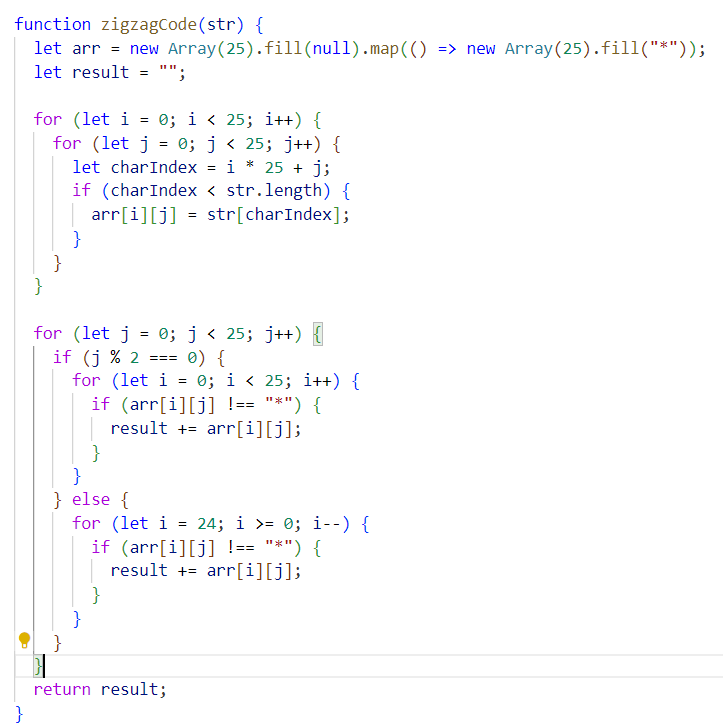 function zigzagCode(str) {
  let arr = new Array(25).fill(null).map(() => new Array(25).fill("*"));
  let result = "";

  for (let i = 0; i < 25; i++) {
    for (let j = 0; j < 25; j++) {
      let charIndex = i * 25 + j;
      if (charIndex < str.length) {
        arr[i][j] = str[charIndex];
      }
    }
  }

  for (let j = 0; j < 25; j++) {
    if (j % 2 === 0) {
      for (let i = 0; i < 25; i++) {
        if (arr[i][j] !== "*") {
          result += arr[i][j];
        }
      }
    } else {
      for (let i = 24; i >= 0; i--) {
        if (arr[i][j] !== "*") {
          result += arr[i][j];
        }
      }
    }
  }
  return result;
}